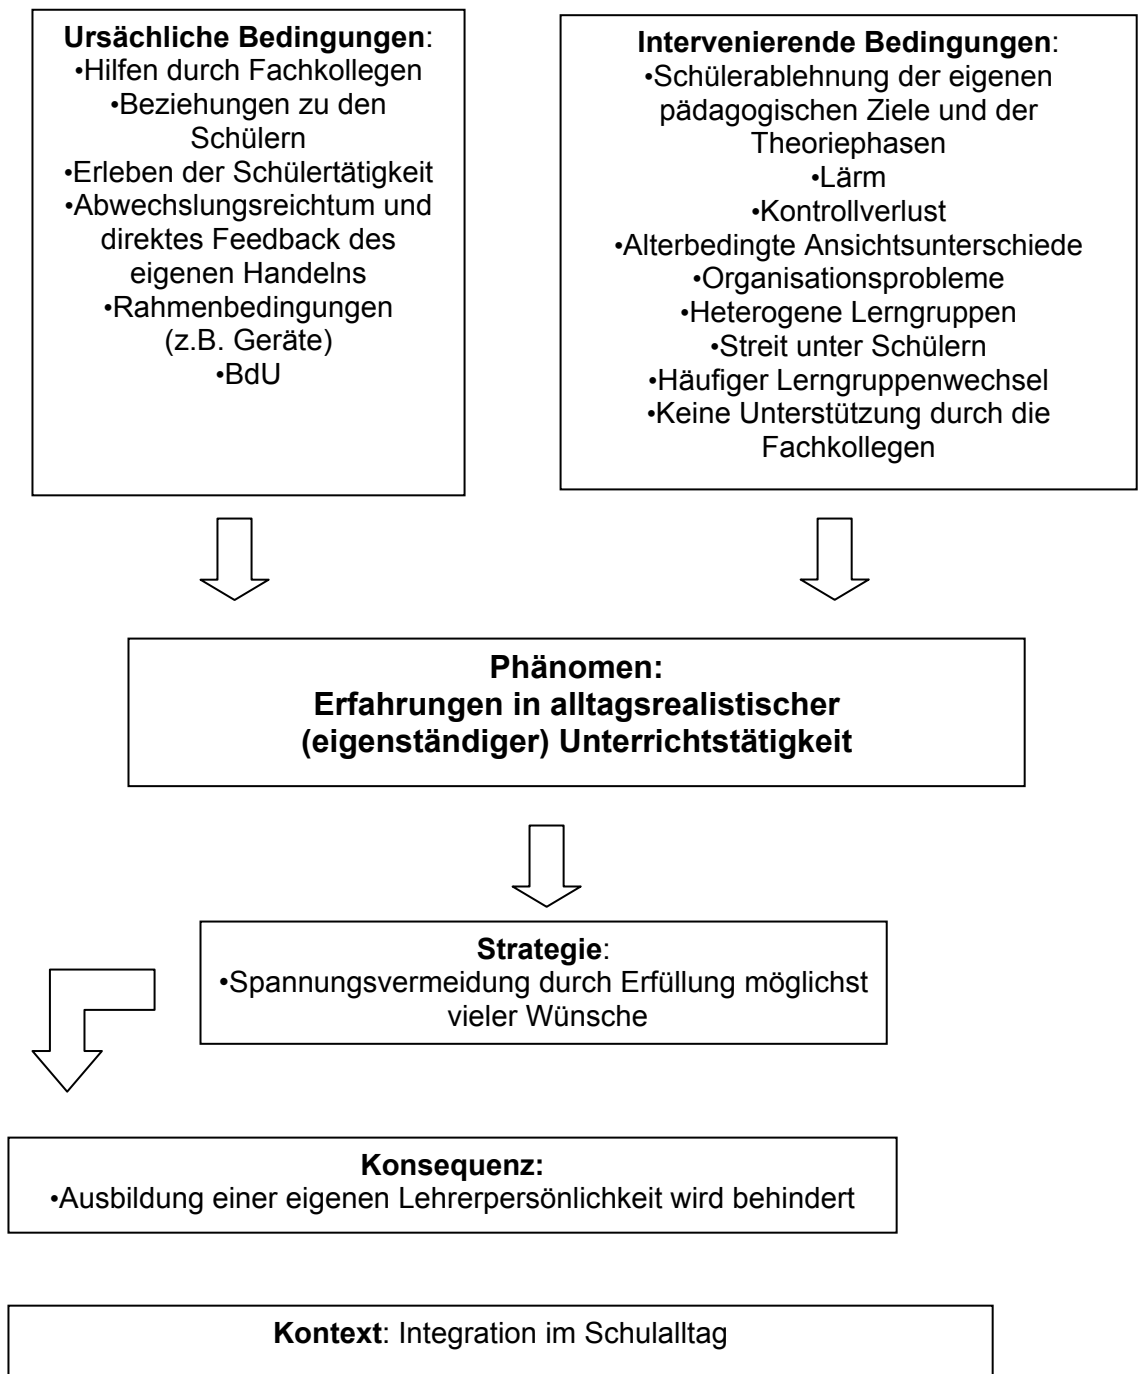 Ursächliche Bedingungen:
•Hilfen durch Fachkollegen
•Beziehungen zu den
Schülern
•Erleben der Schülertätigkeit
•Abwechslungsreichtum und
direktes Feedback des
eigenen Handelns
•Rahmenbedingungen
(z.B. Geräte)
•BdU
Intervenierende Bedingungen:
•Schülerablehnung der eigenen
pädagogischen Ziele und der
Theoriephasen
•Lärm
•Kontrollverlust
•Alterbedingte Ansichtsunterschiede
•Organisationsprobleme
•Heterogene Lerngruppen
•Streit unter Schülern
•Häufiger Lerngruppenwechsel
•Keine Unterstützung durch die
Fachkollegen
Phänomen:
Erfahrungen in alltagsrealistischer
(eigenständiger) Unterrichtstätigkeit
Strategie:
•Spannungsvermeidung durch Erfüllung möglichst
vieler Wünsche
Konsequenz:
•Ausbildung einer eigenen Lehrerpersönlichkeit wird behindert
Kontext: Integration im Schulalltag